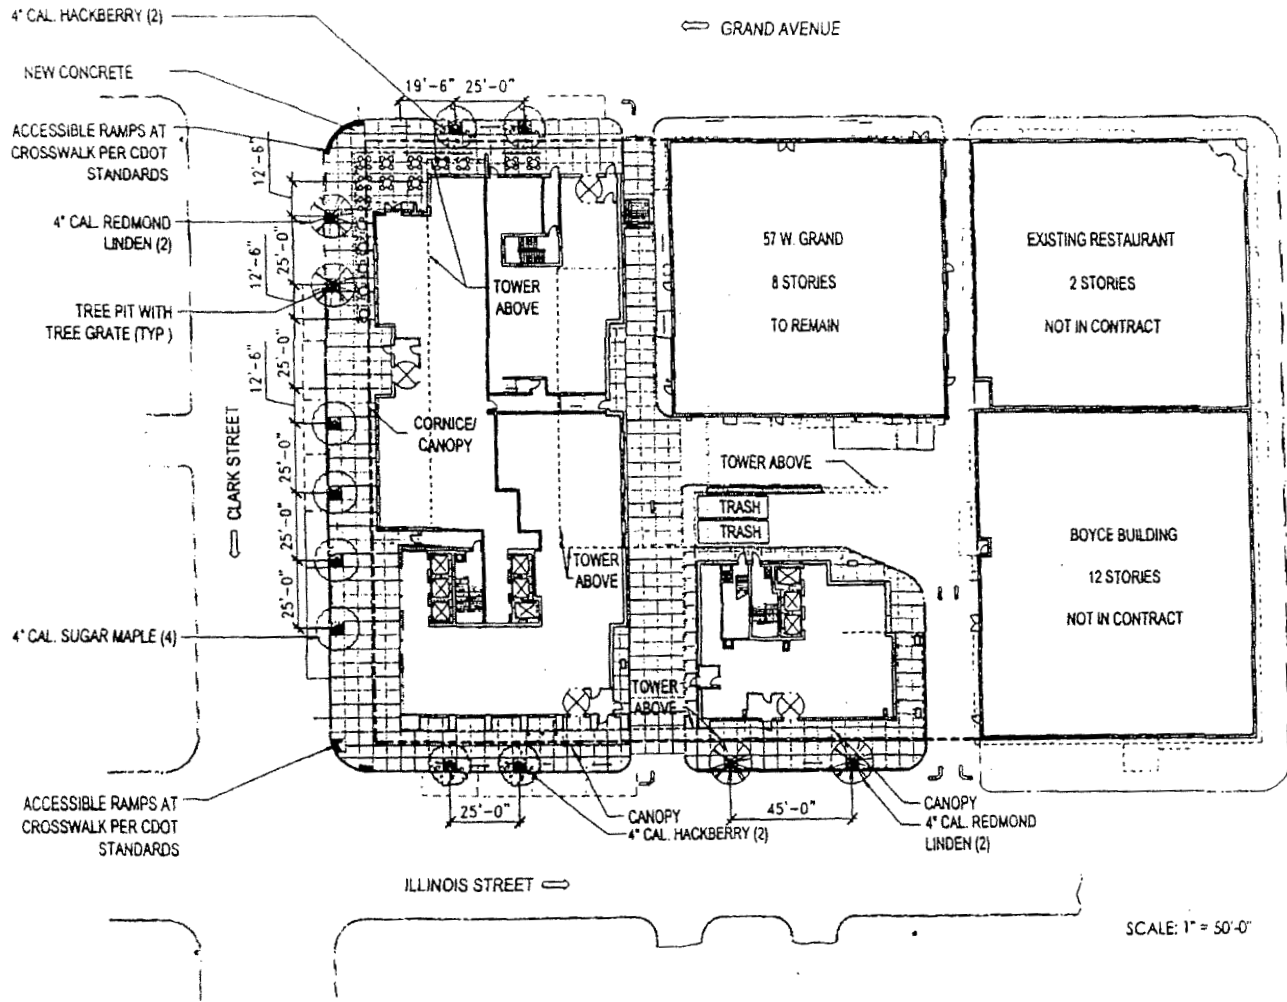 4" CAL. HACKBERRY (2)
GRAND AVENUE
NEW CONCRETE
19'-6" 25'-0"
ACCESSIBLE RAMPS AT
CROSSWALK PER CDOT
STANDARDS
12'-6"
4" CAL. REDMOND
LINDEN (2)
25'-0"
12'-6"
TREE PIT WITH
TREE GRATE (TYP.)
25'-0"
12'-6"
TOWER
ABOVE
57 W. GRAND
8 STORIES
TO REMAIN
EXISTING RESTAURANT
2 STORIES
NOT IN CONTRACT
CORNICE/
CANOPY
CLARK STREET
25'-0"
25'-0"
25'-0"
TOWER ABOVE
TRASH
TRASH
TOWER
ABOVE
BOYCE BUILDING
12 STORIES
NOT IN CONTRACT
4" CAL. SUGAR MAPLE (4)
TOWER
ABOVE
ACCESSIBLE RAMPS AT
CROSSWALK PER CDOT
STANDARDS
25'-0"
CANOPY
4" CAL. HACKBERRY (2)
45'-0"
CANOPY
4" CAL. REDMOND
LINDEN (2)
ILLINOIS STREET
SCALE: 1" = 50'-0"